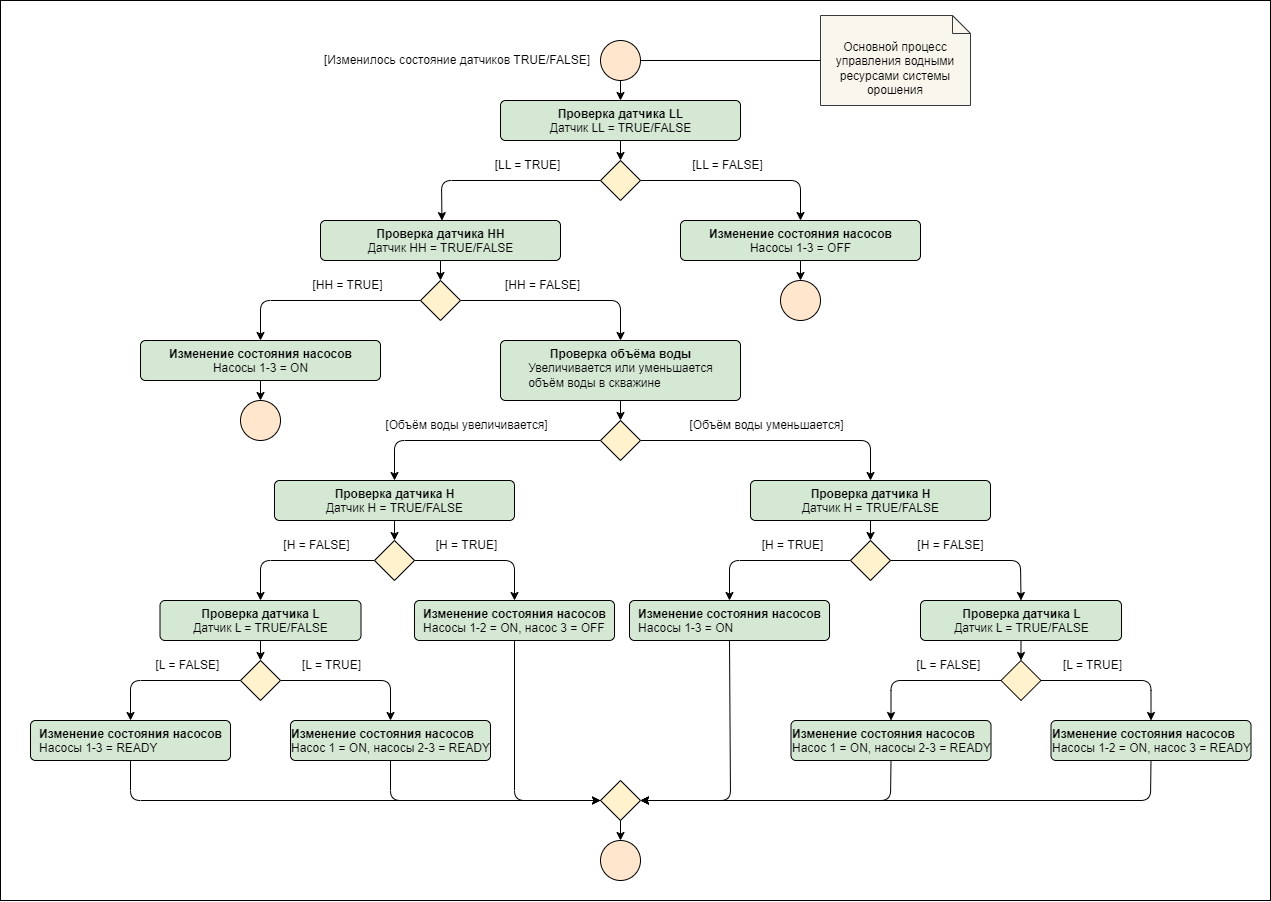 [Изменилось состояние датчиков TRUE/FALSE]
Основной процесс
управления водными
ресурсами системы
орошения
Проверка датчика LL
Датчик LL = TRUE/FALSE
[LL = TRUE]
[LL = FALSE]
Проверка датчика HH
Датчик HH = TRUE/FALSE
Изменение состояния насосов
Насосы 1-3 = OFF
[HH = TRUE]
[HH = FALSE]
Изменение состояния насосов
Насосы 1-3 = ON
Проверка объёма воды
Увеличивается или уменьшается
объём воды в скважине
[Объём воды увеличивается]
[Объём воды уменьшается]
Проверка датчика H
Датчик H = TRUE/FALSE
Проверка датчика H
Датчик H = TRUE/FALSE
[H = FALSE]
[H = TRUE]
[H = TRUE]
[H = FALSE]
Проверка датчика L
Датчик L = TRUE/FALSE
Изменение состояния насосов
Насосы 1-2 = ON, насос 3 = OFF
Изменение состояния насосов
Насосы 1-3 = ON
Проверка датчика L
Датчик L = TRUE/FALSE
[L = FALSE]
[L = TRUE]
[L = FALSE]
[L = TRUE]
Изменение состояния насосов
Насосы 1-3 = READY
Изменение состояния насосов
Насос 1 = ON, насосы 2-3 = READY
Изменение состояния насосов
Насос 1 = ON, насосы 2-3 = READY
Изменение состояния насосов
Насосы 1-2 = ON, насос 3 = READY